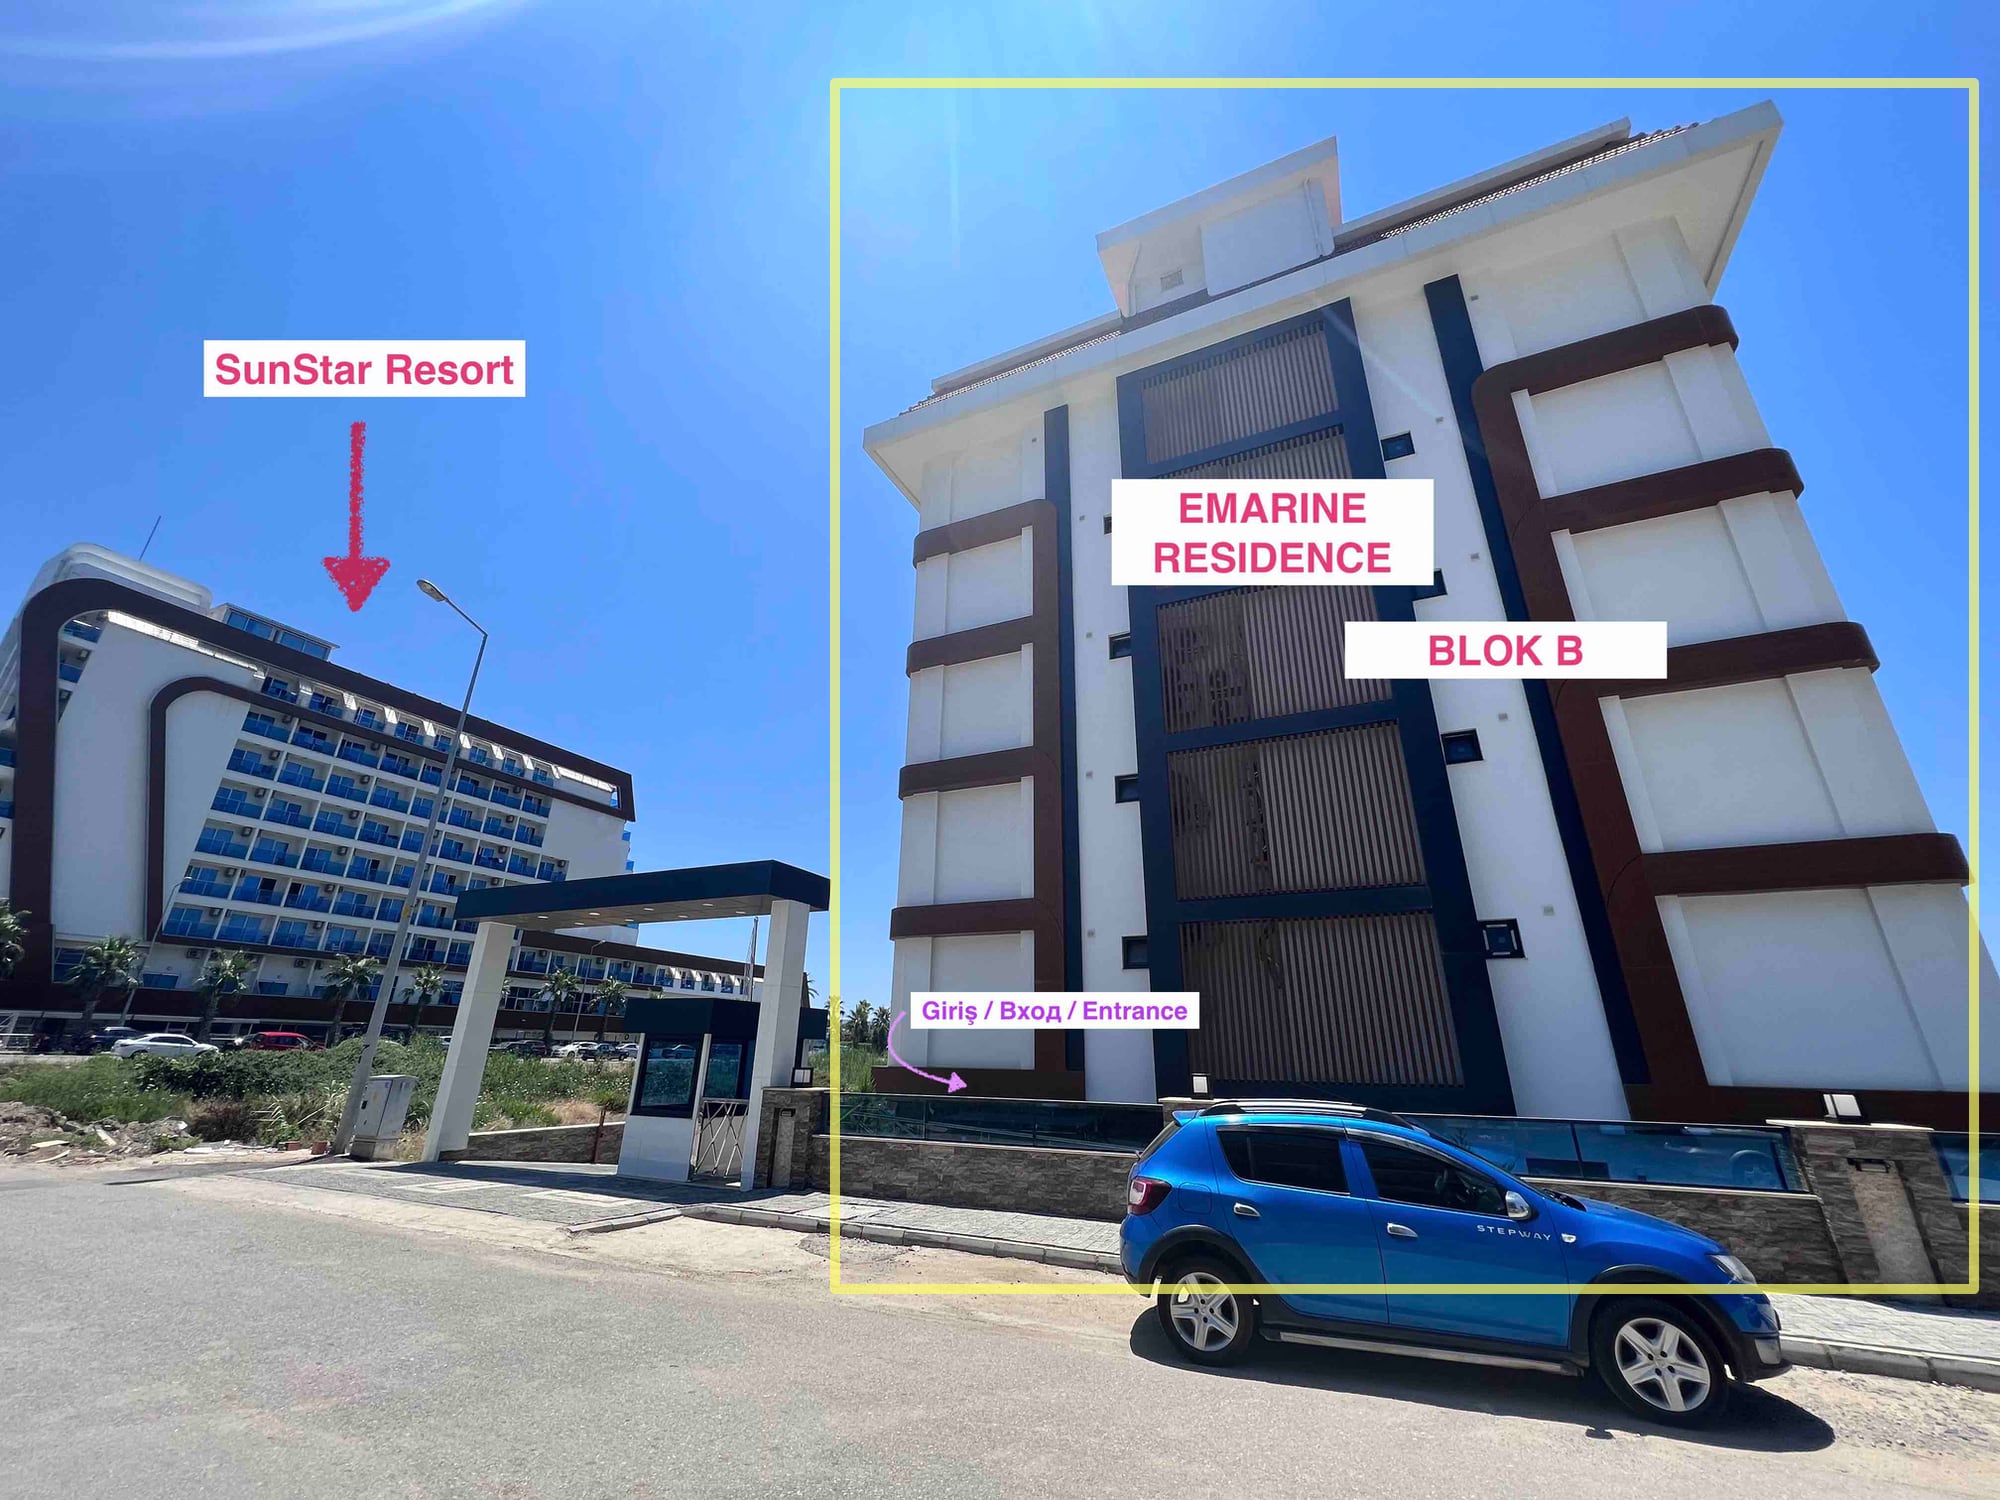 SunStar Resort
EMARINE
RESIDENCE
BLOK B
Giriş / Вход / Entrance
STEPWAY